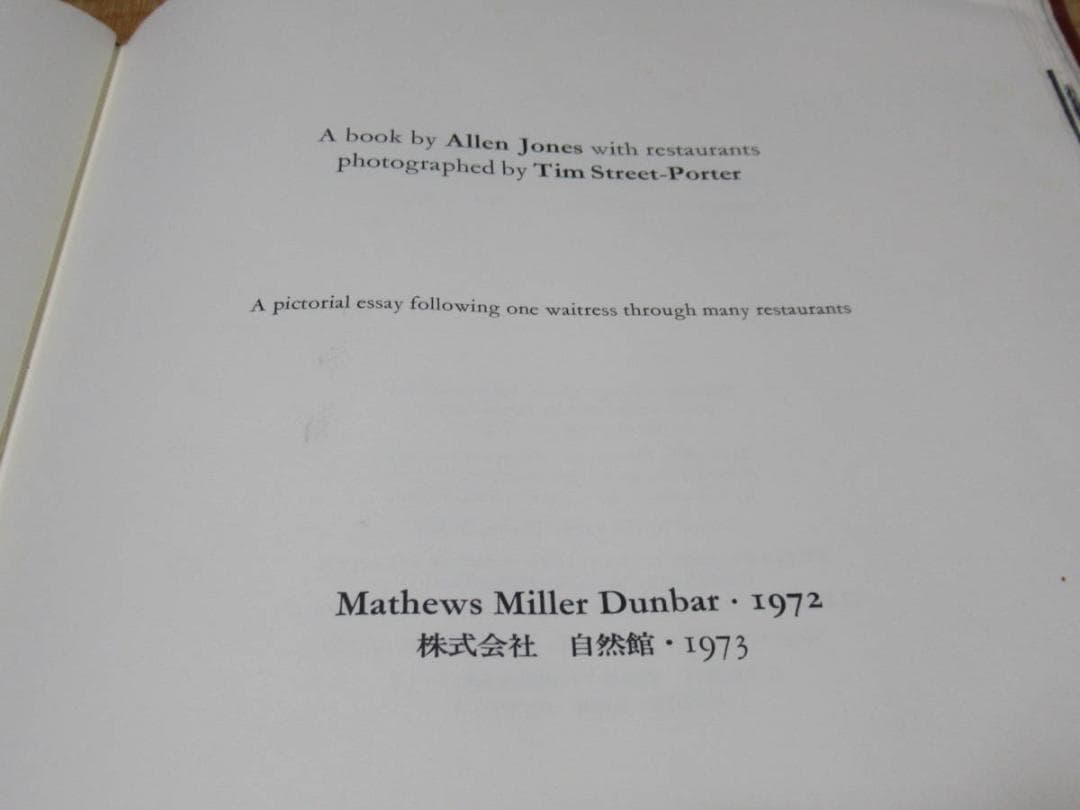 A book by Allen Jones with restaurants
photographed by Tim Street-Porter
A pictorial essay following one waitress through many restaurants
Mathews Miller Dunbar · 1972
株式会社　自然館・1973